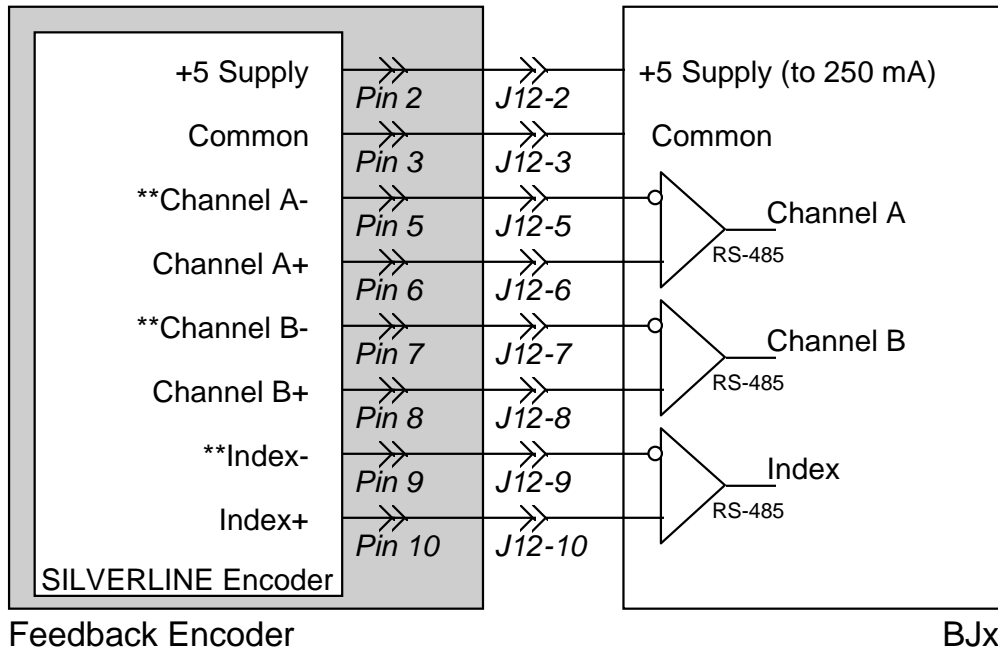 +5 Supply Pin 2 J12-2 +5 Supply (to 250 mA)
Common Pin 3 J12-3 Common
**Channel A- Pin 5 J12-5 Channel A
RS-485
Channel A+ Pin 6 J12-6
**Channel B- Pin 7 J12-7 Channel B
RS-485
Channel B+ Pin 8 J12-8
**Index- Pin 9 J12-9 Index
RS-485
Index+ Pin 10 J12-10
SILVERLINE Encoder
Feedback Encoder BJx